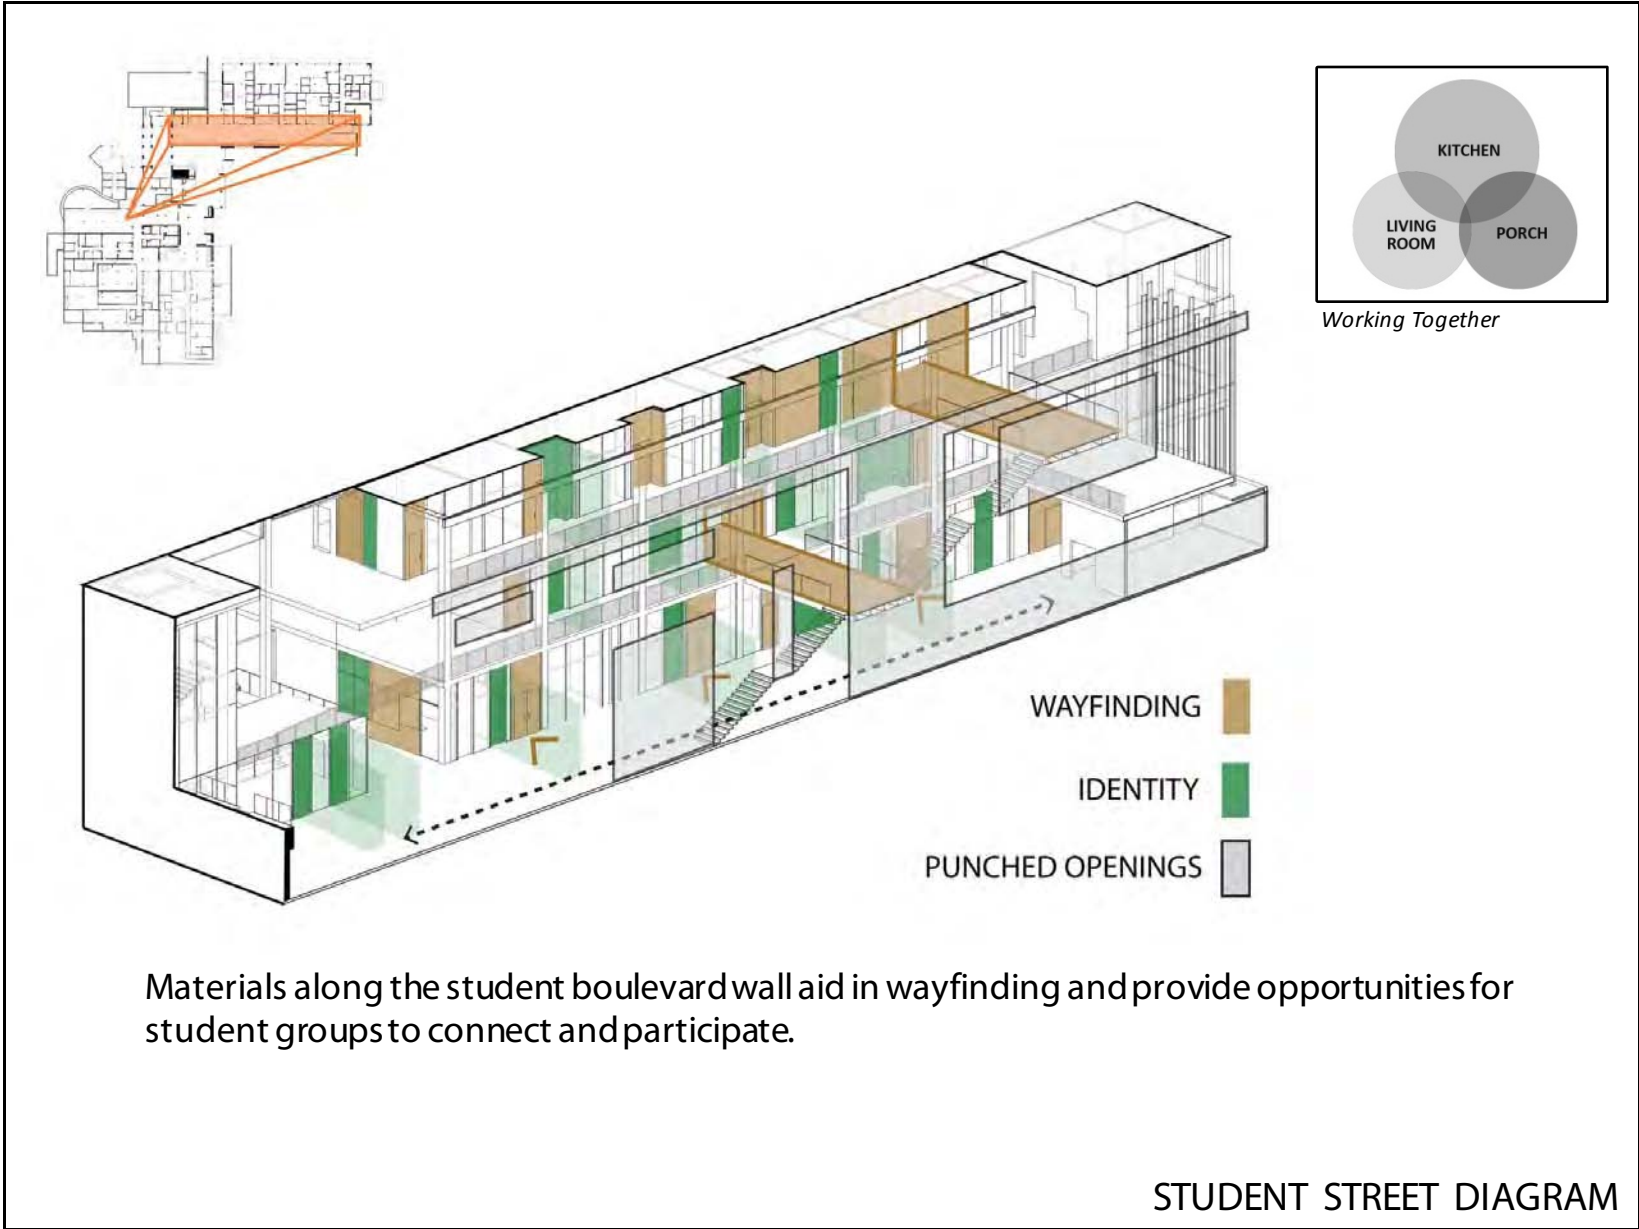 KITCHEN
LIVING
ROOM
PORCH
Working Together
WAYFINDING
IDENTITY
PUNCHED OPENINGS
Materials along the student boulevard wall aid in wayfinding and provide opportunities for
student groups to connect and participate.
STUDENT STREET DIAGRAM